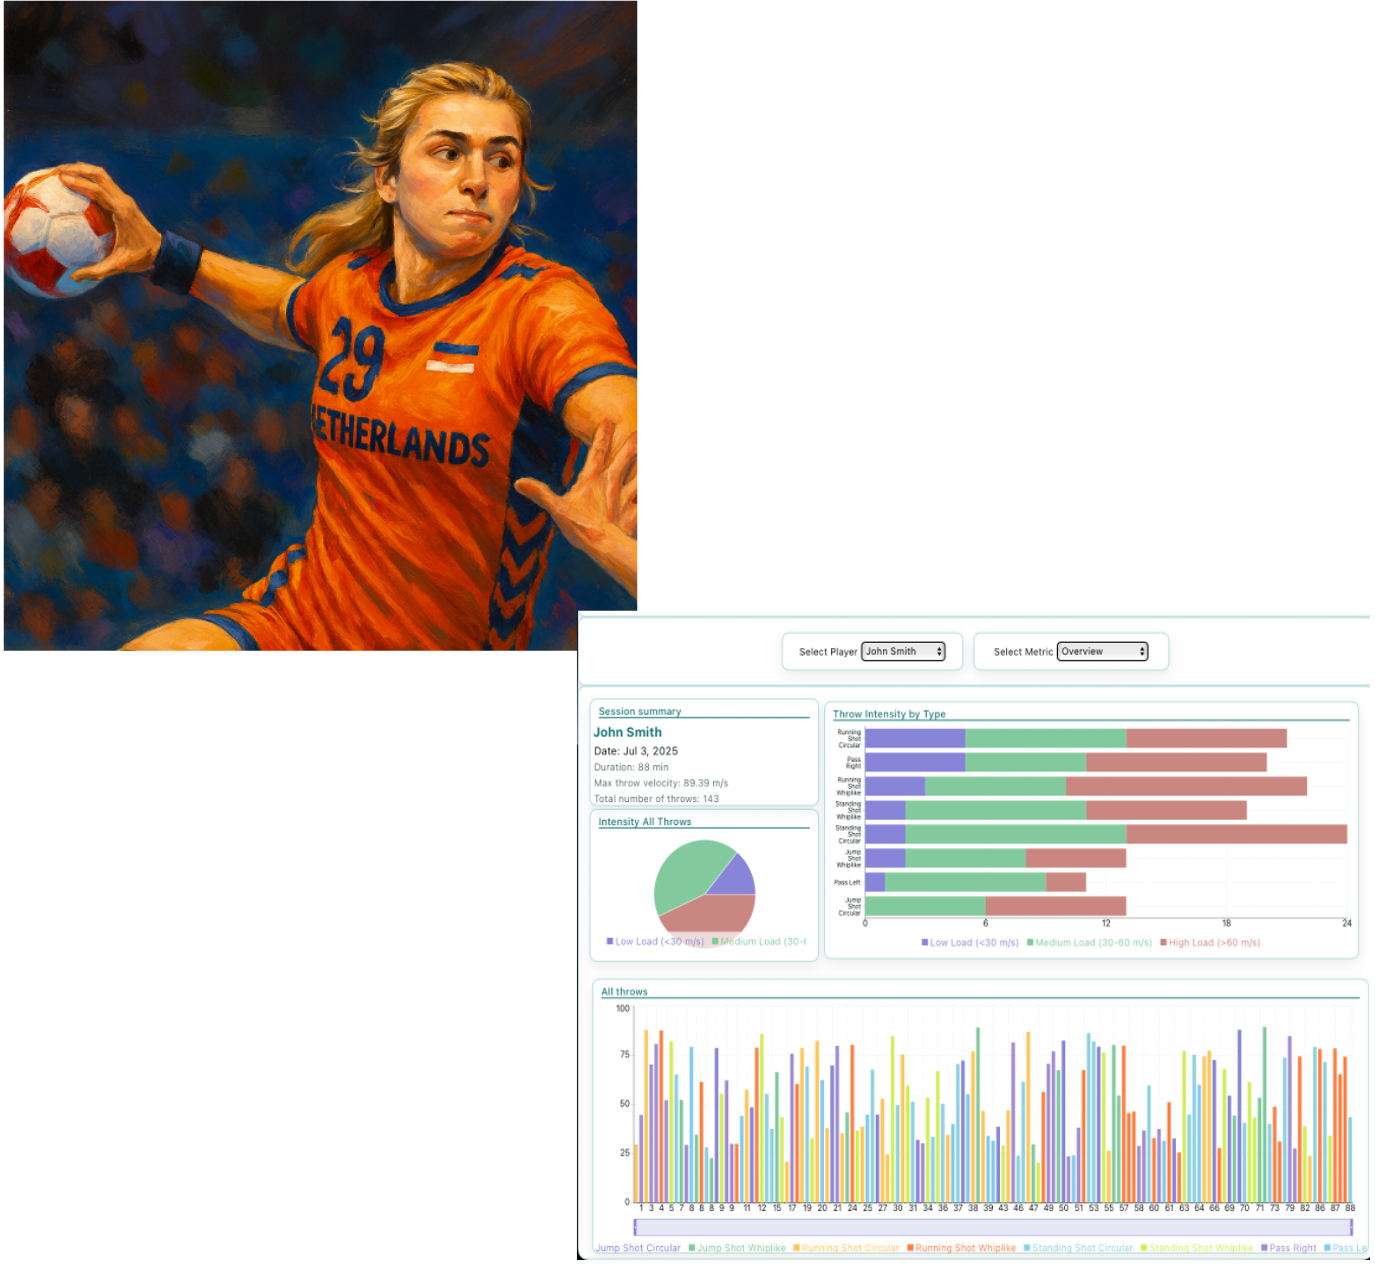 29
ETHERLANDS
Select Player John Smith
Select Metric Overview
Session summary
John Smith
Date: Jul 3, 2025
Duration: 88 min
Max throw velocity: 89.39 m/s
Total number of throws: 143
Intensity All Throws
Low Load (<30 m/s) Medium Load (30-(
Throw Intensity by Type
Running
Shot
Circular
Pass
Right
Running
Shot
Whiplike
Standing
Shot
Whiplike
Standing
Shot
Circular
Jump
Shot
Whiplike
Pass Left
Jump
Shot
Circular
0 6 12 18 24
Low Load (<30 m/s) Medium Load (30-60 m/s) High Load (>60 m/s)
All throws
100
75
50
25
0
1 3 4 5 7 8 8 9 9 11 12 15 16 17 19 20 21 24 25 27 30 31 34 36 37 38 39 43 46 47 49 50 51 53 55 57 58 60 61 63 64 66 69 70 71 73 79 82 86 87 88
Jump Shot Circular Jump Shot Whiplike Running Shot Circular Running Shot Whiplike Standing Shot Circular Standing Shot Whiplike Pass Right Pass Le